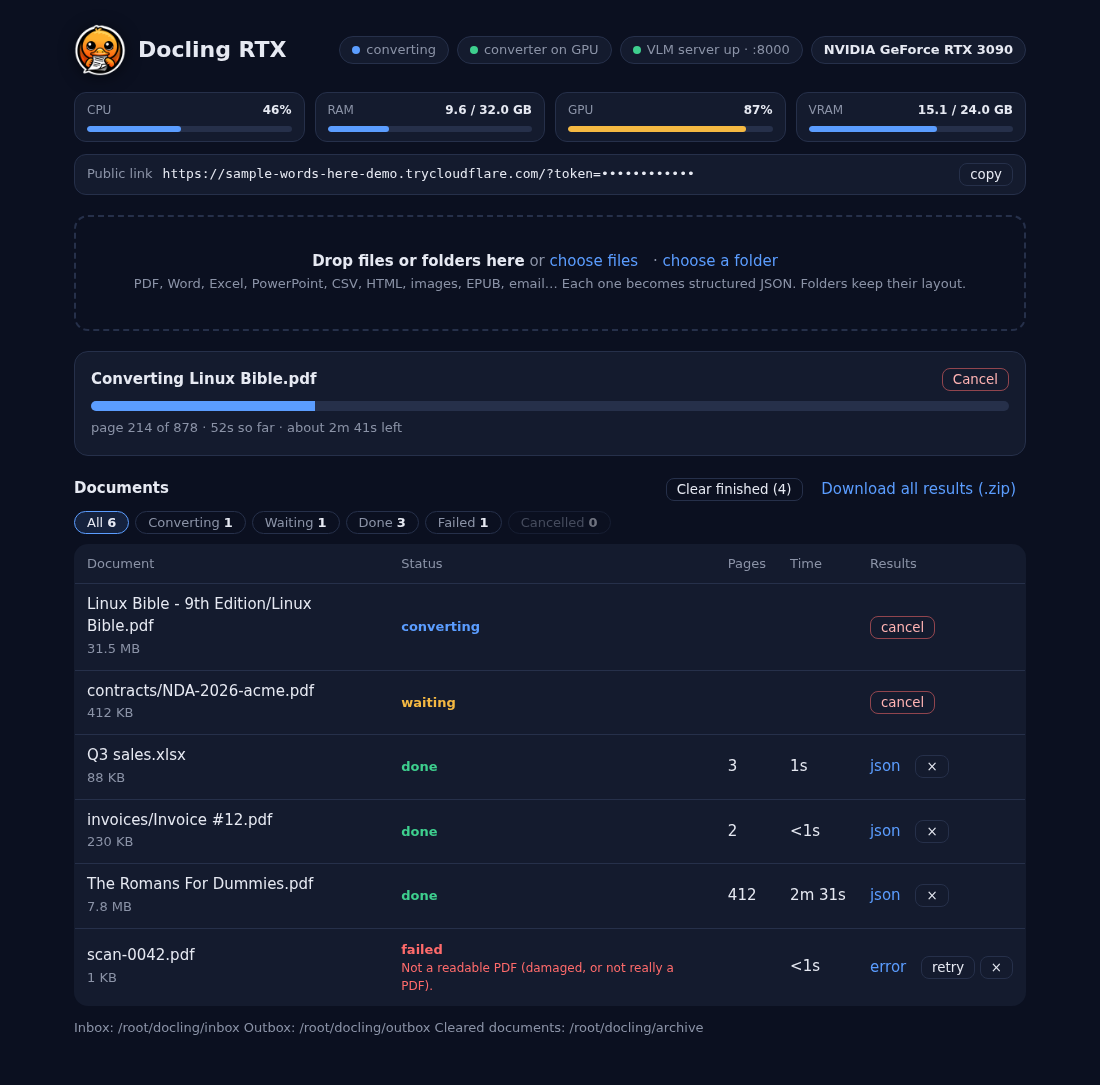 Docling RTX
converting
converter on GPU
VLM server up · :8000
NVIDIA GeForce RTX 3090
CPU 46%
RAM 9.6 / 32.0 GB
GPU 87%
VRAM 15.1 / 24.0 GB
Public link https://sample-words-here-demo.trycloudflare.com/?token=•••••••••••• copy
Drop files or folders here or choose files · choose a folder
PDF, Word, Excel, PowerPoint, CSV, HTML, images, EPUB, email... Each one becomes structured JSON. Folders keep their layout.
Converting Linux Bible.pdf Cancel
page 214 of 878 · 52s so far · about 2m 41s left
Documents Clear finished (4) Download all results (.zip)
All 6 Converting 1 Waiting 1 Done 3 Failed 1 Cancelled 0
Document Status Pages Time Results
Linux Bible - 9th Edition/Linux
Bible.pdf
31.5 MB
converting cancel
contracts/NDA-2026-acme.pdf
412 KB
waiting cancel
Q3 sales.xlsx
88 KB
done 3 1s json ×
invoices/Invoice #12.pdf
230 KB
done 2 <1s json ×
The Romans For Dummies.pdf
7.8 MB
done 412 2m 31s json ×
scan-0042.pdf
1 KB
failed
Not a readable PDF (damaged, or not really a
PDF).
<1s error retry ×
Inbox: /root/docling/inbox Outbox: /root/docling/outbox Cleared documents: /root/docling/archive